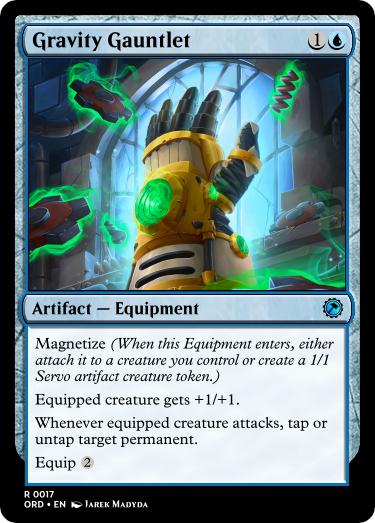 Gravity Gauntlet 1
Artifact — Equipment
Magnetize (When this Equipment enters, either
attach it to a creature you control or create a 1/1
Servo artifact creature token.)
Equipped creature gets +1/+1.
Whenever equipped creature attacks, tap or
untap target permanent.
Equip 2
R 0017
ORD • EN Jarek Madyda